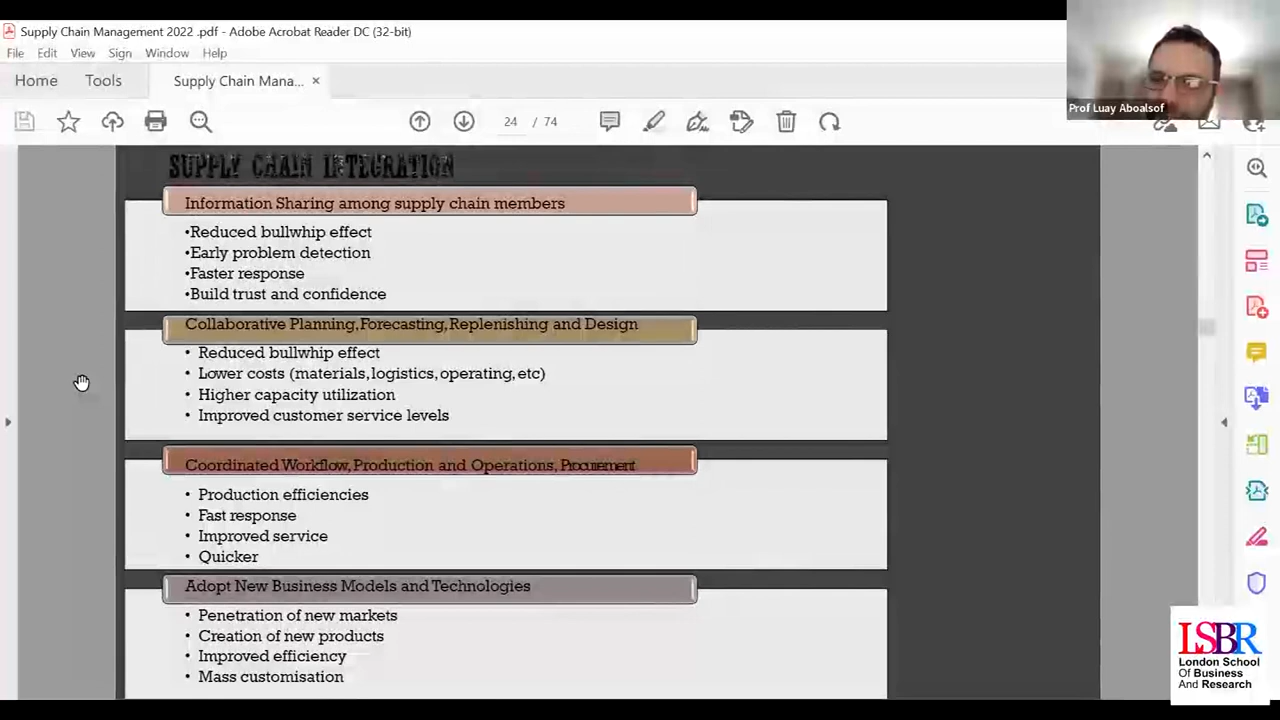 Supply Chain Management 2022 .pdf - Adobe Acrobat Reader DC (32-bit)
File Edit View Sign Window Help
Home Tools Supply Chain Mana... ×
24 / 74
Prof Luay Aboalsof
SUPPLY CHAIN INTEGRATION
Information Sharing among supply chain members
•Reduced bullwhip effect
•Early problem detection
•Faster response
•Build trust and confidence
Collaborative Planning, Forecasting, Replenishing and Design
• Reduced bullwhip effect
• Lower costs (materials, logistics, operating, etc)
• Higher capacity utilization
• Improved customer service levels
Coordinated Workflow, Production and Operations, Procurement
• Production efficiencies
• Fast response
• Improved service
• Quicker
Adopt New Business Models and Technologies
• Penetration of new markets
• Creation of new products
• Improved efficiency
• Mass customisation
LSBR
London School
Of Business
And Research